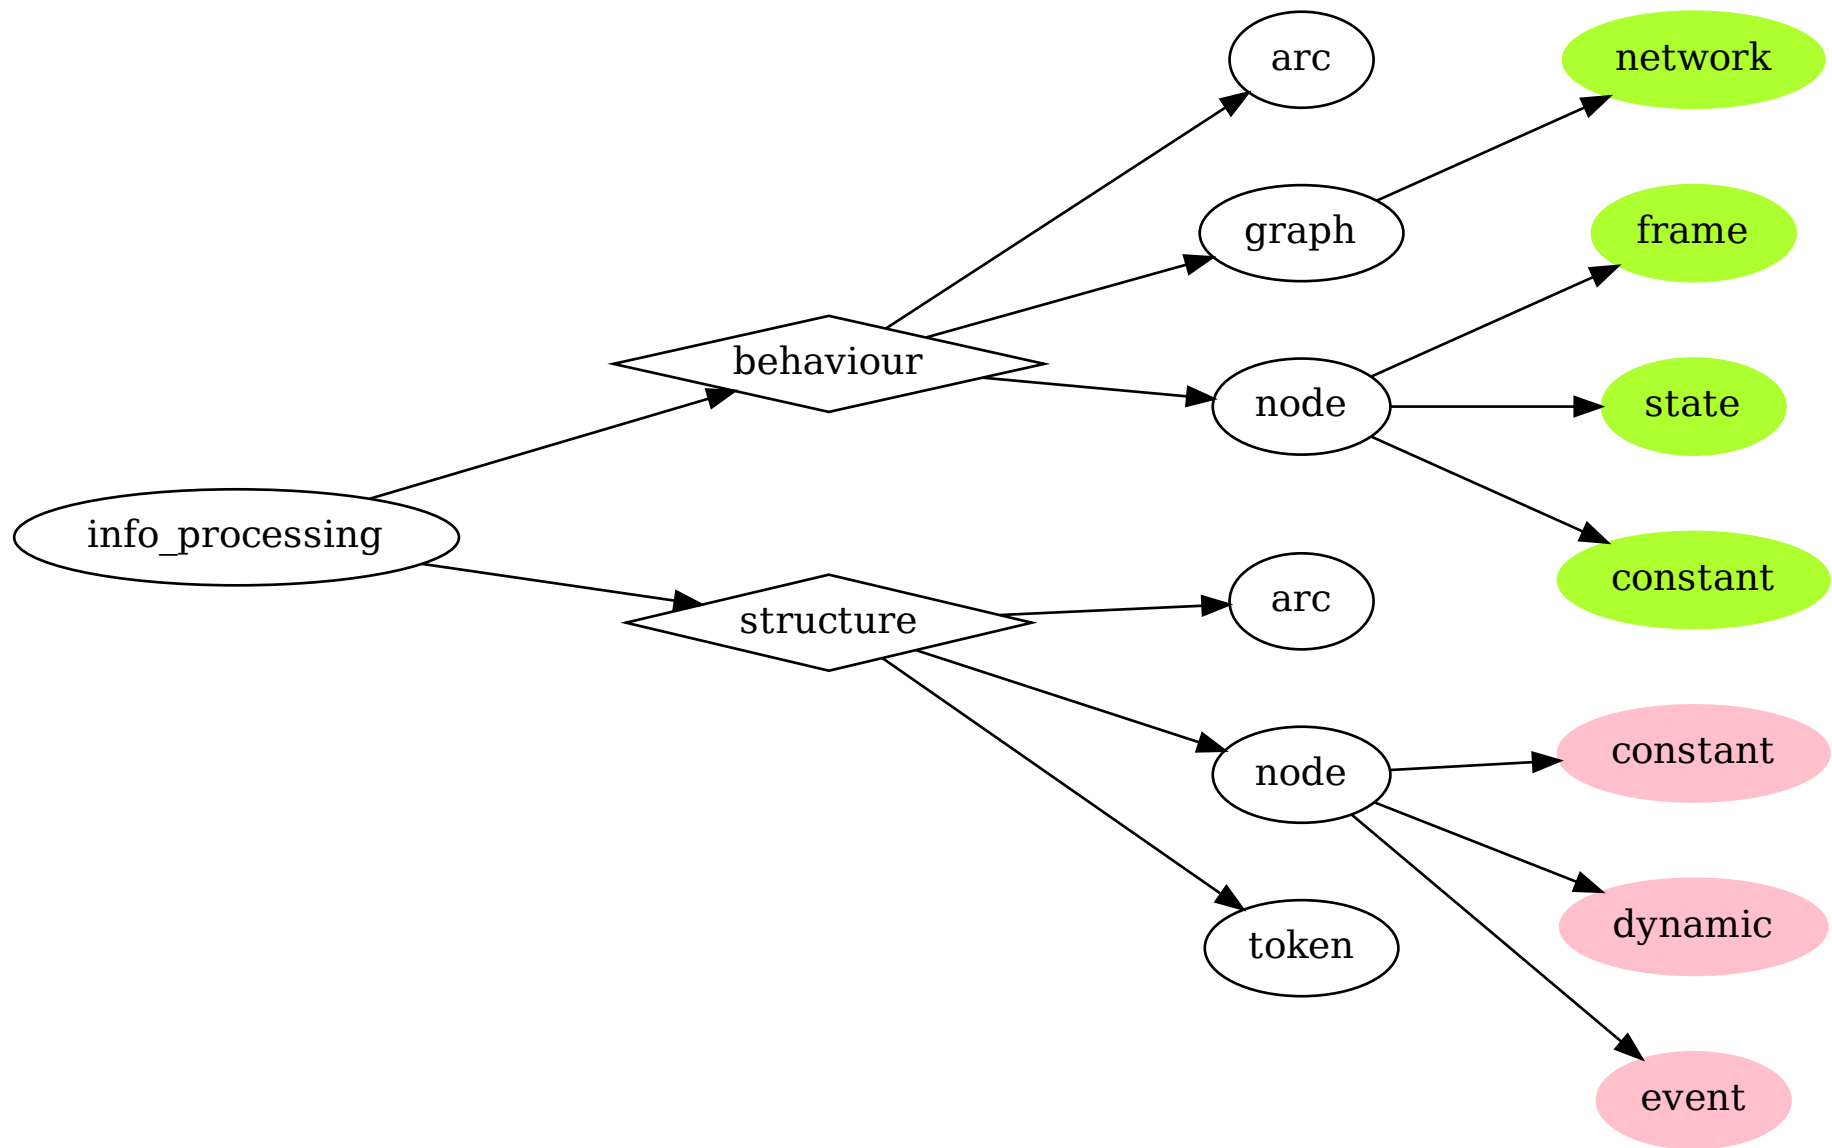 arc
network
graph
frame
behaviour
node
state
info_processing
constant
structure
arc
node
constant
token
dynamic
event